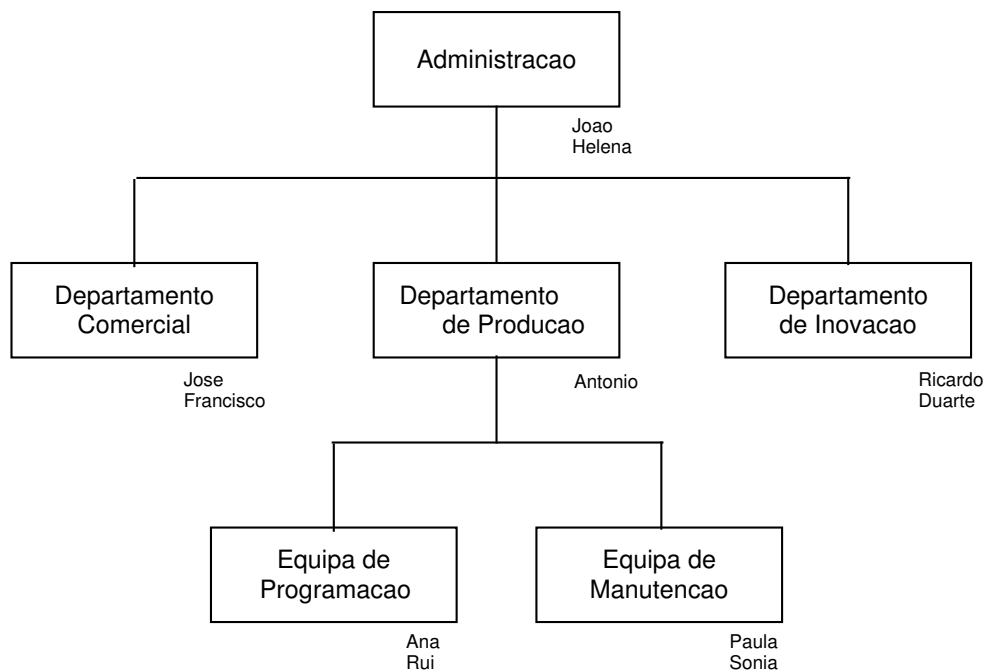 Administracao
Joao
Helena
Departamento
Comercial
Departamento
de Producao
Departamento
de Inovacao
Jose
Francisco
Antonio
Ricardo
Duarte
Equipa de
Programacao
Equipa de
Manutencao
Ana
Rui
Paula
Sonia